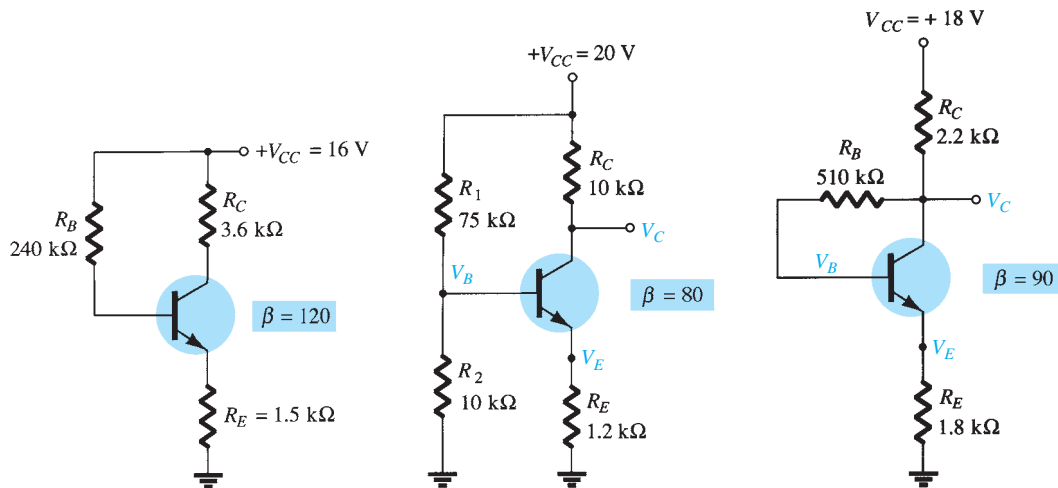 +V_CC = 16 V
R_B
240 kΩ
R_C
3.6 kΩ
β = 120
R_E = 1.5 kΩ
+V_CC = 20 V
R_1
75 kΩ
R_C
10 kΩ
V_C
V_B
β = 80
V_E
R_2
10 kΩ
R_E
1.2 kΩ
V_CC = + 18 V
R_C
2.2 kΩ
R_B
510 kΩ
V_C
V_B
β = 90
V_E
R_E
1.8 kΩ